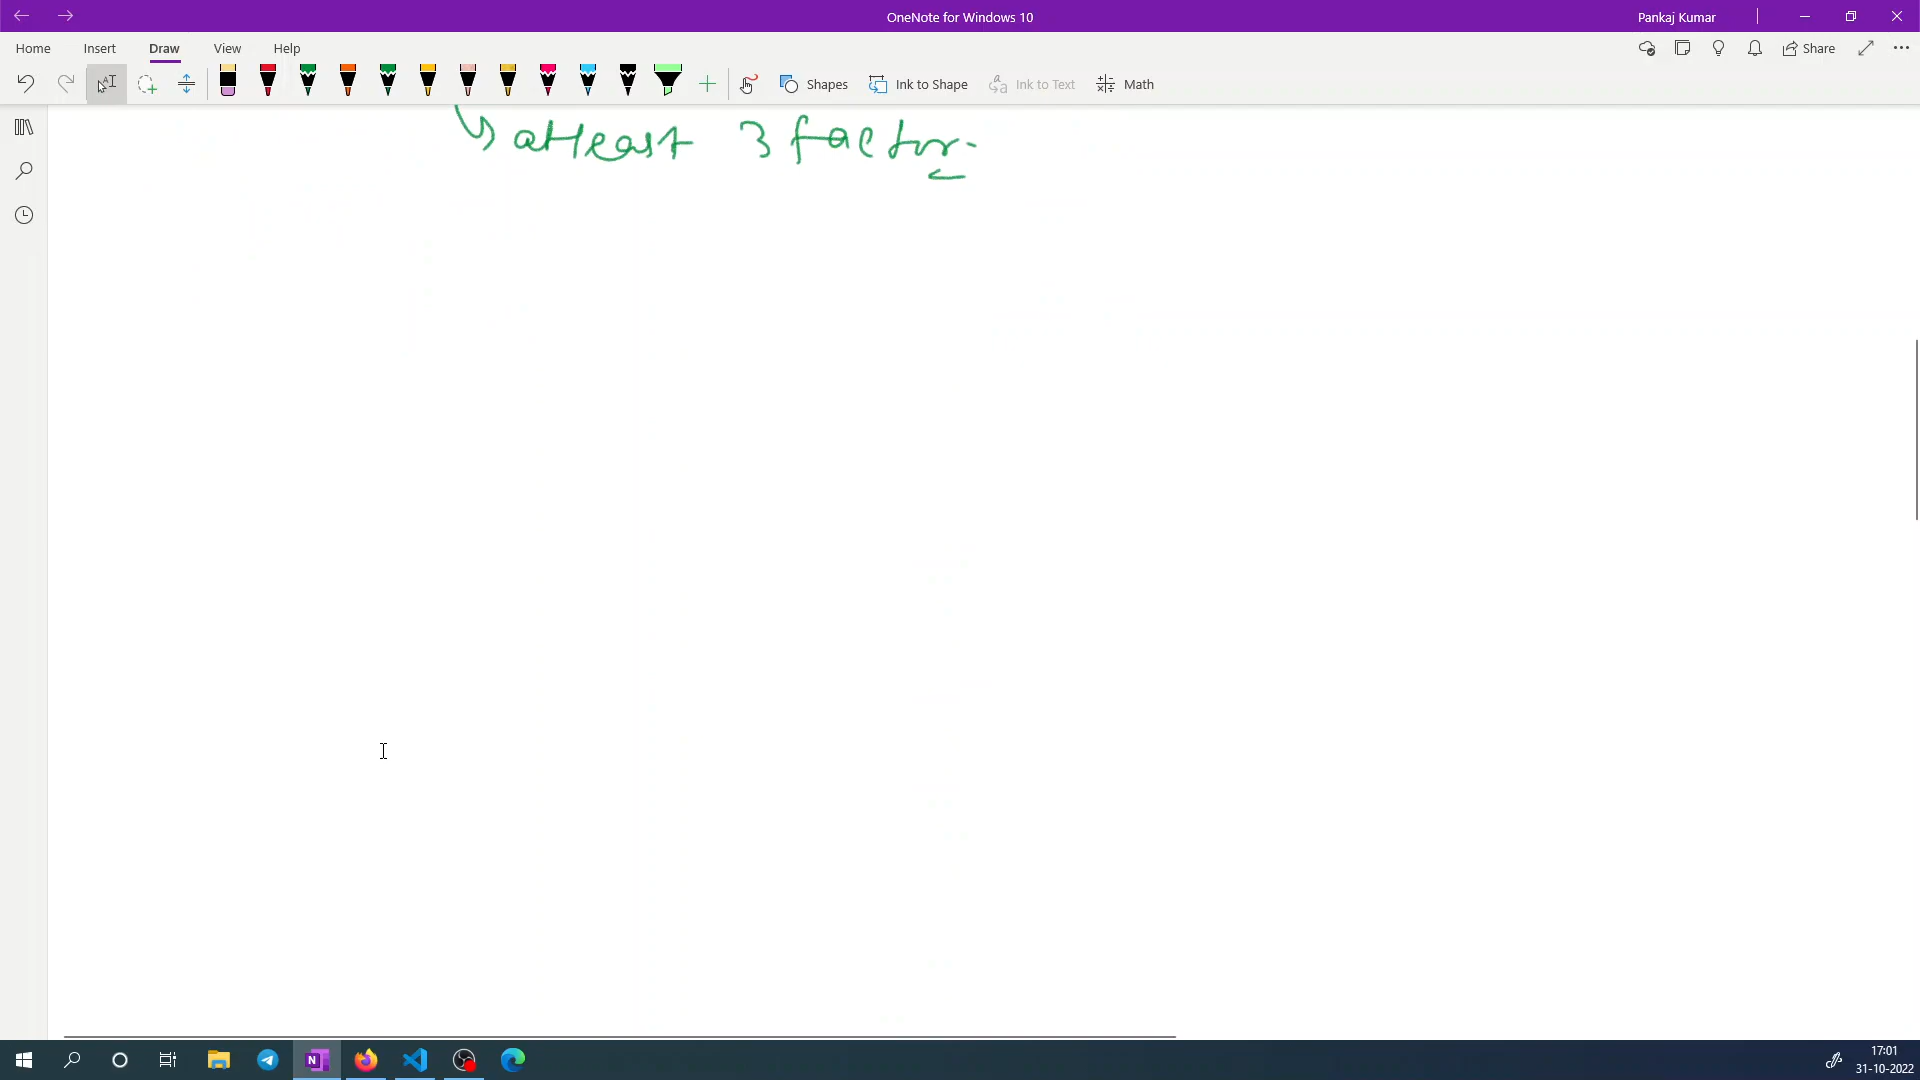 OneNote for Windows 10
Pankaj Kumar
Home Insert Draw View Help
Share
Shapes Ink to Shape Ink to Text Math
atleast 3 factor.
17:01
31-10-2022